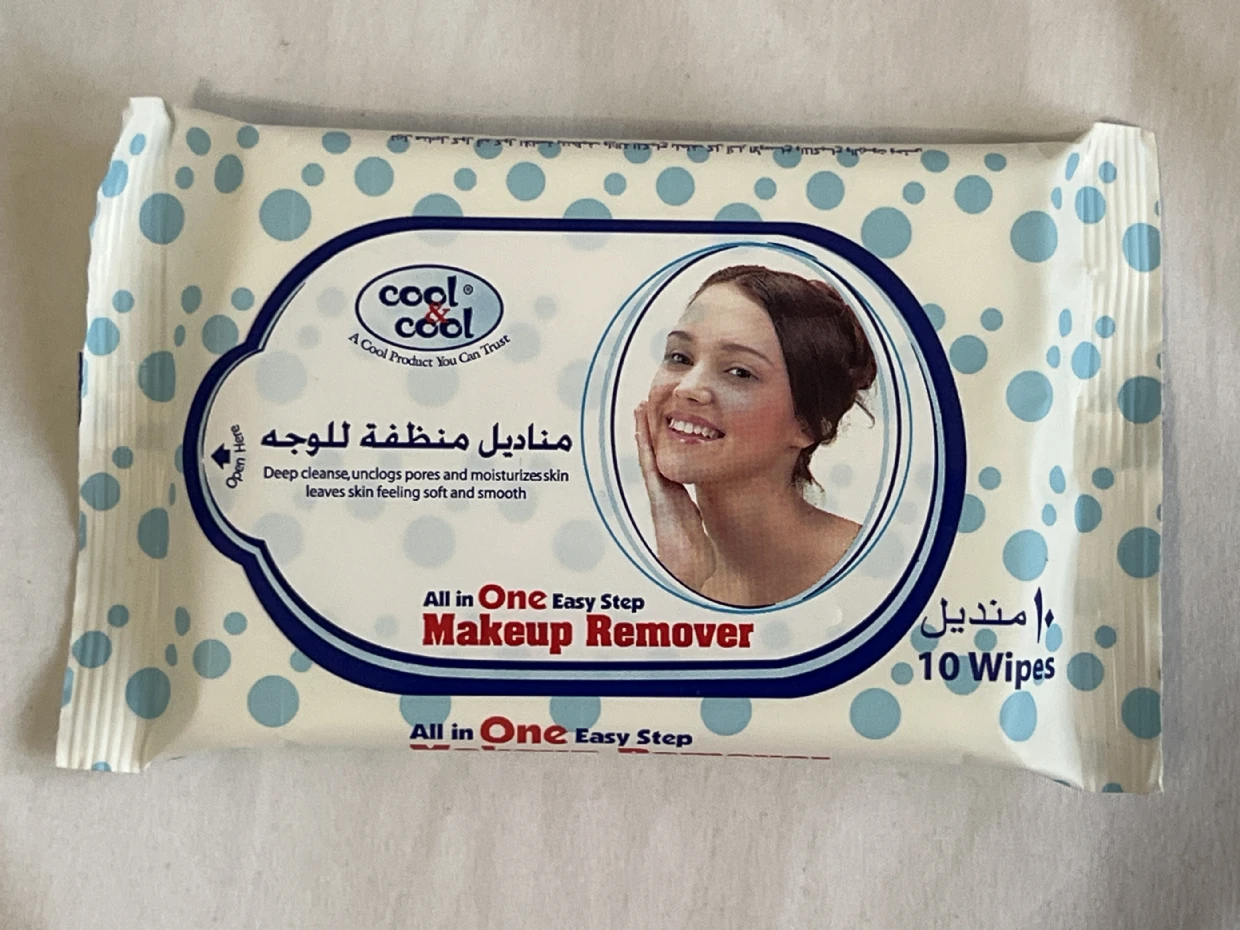 cool®
&
cool
A Cool Product You Can Trust
Open Here
مناديل منظفة للوجه
Deep cleanse,unclogs pores and moisturizes skin
leaves skin feeling soft and smooth
All in One Easy Step
Makeup Remover
١٠ منديل
10 Wipes
All in One Easy Step